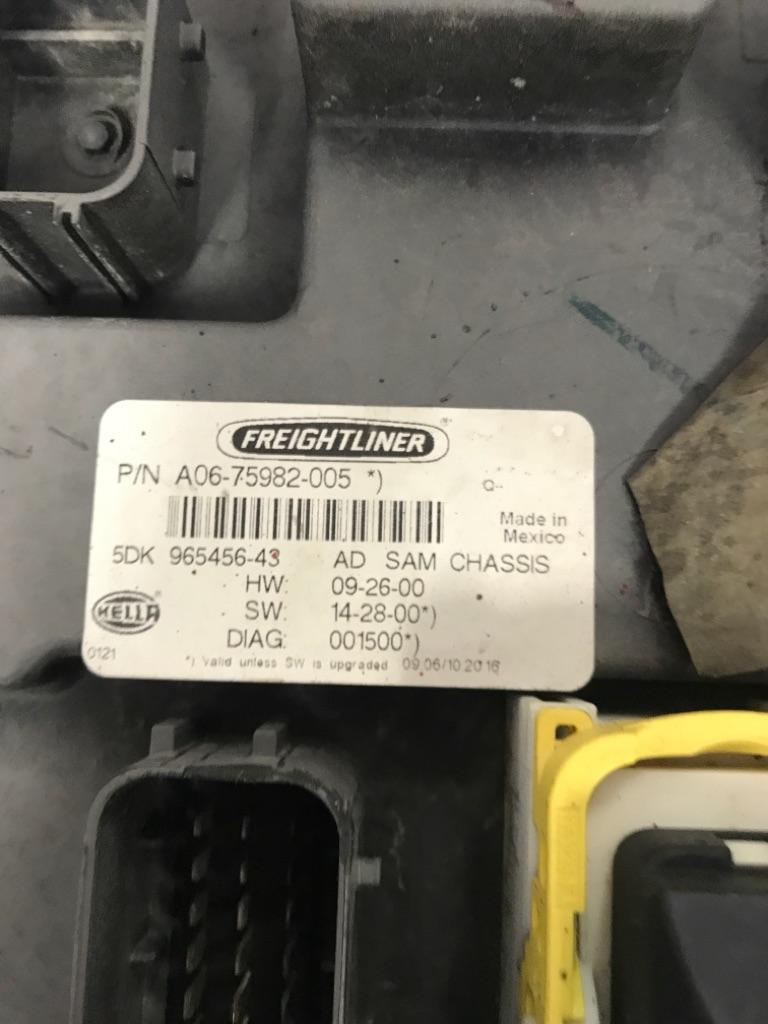 FREIGHTLINER
P/N A06-75982-005 *)
Q--
Made in
Mexico
5DK 965456-43 AD SAM CHASSIS
HW: 09-26-00
HELLA
SW: 14-28-00*)
DIAG: 001500*)
0121
*) Valid unless SW is upgraded 09 06/10 2016